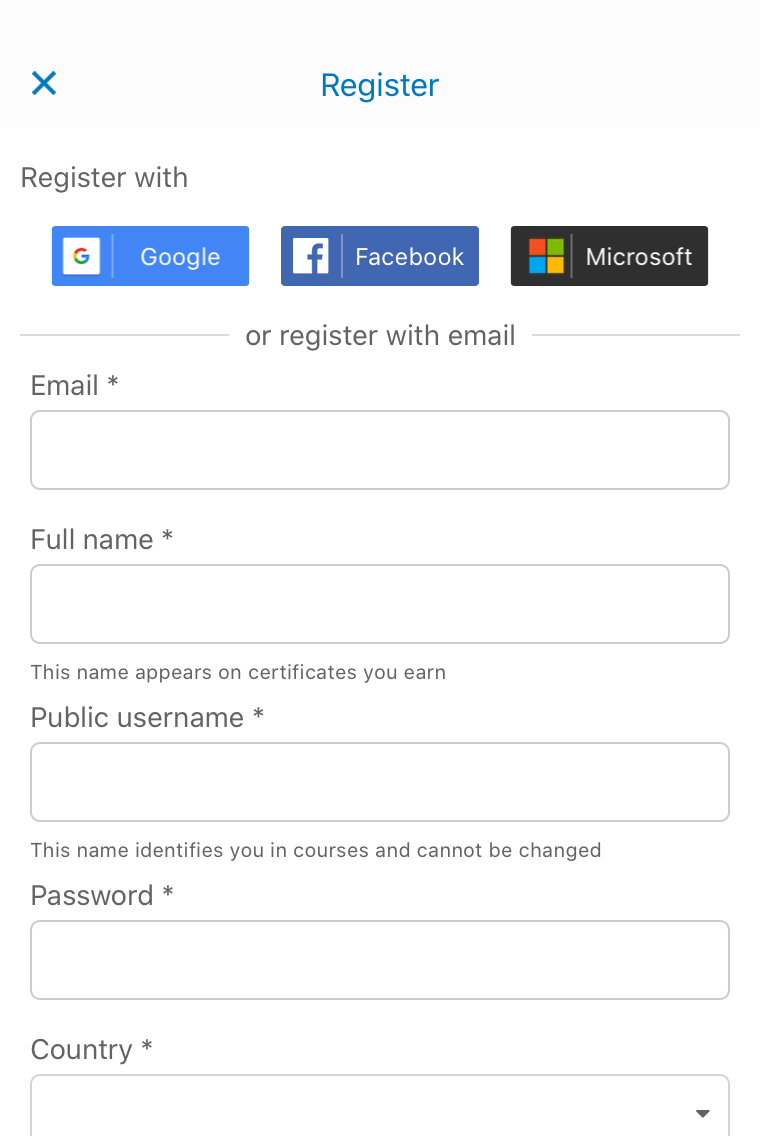 Register
Register with
G Google
f Facebook
Microsoft
or register with email
Email *
Full name *
This name appears on certificates you earn
Public username *
This name identifies you in courses and cannot be changed
Password *
Country *